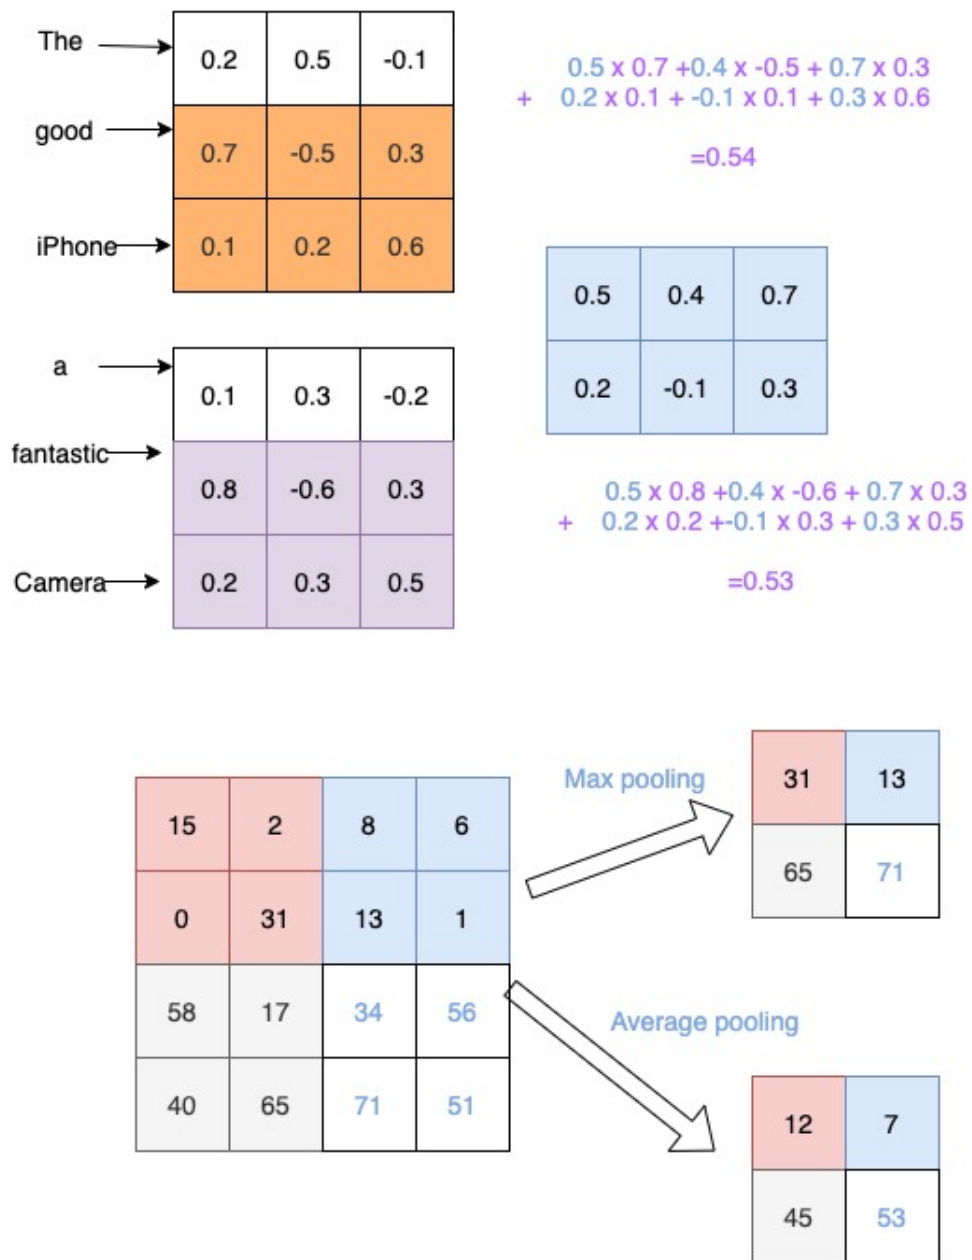 The
0.2 0.5 -0.1
good
0.7 -0.5 0.3
iPhone
0.1 0.2 0.6
0.5 x 0.7 +0.4 x -0.5 + 0.7 x 0.3
+ 0.2 x 0.1 + -0.1 x 0.1 + 0.3 x 0.6
=0.54
0.5 0.4 0.7
0.2 -0.1 0.3
a
0.1 0.3 -0.2
fantastic
0.8 -0.6 0.3
Camera
0.2 0.3 0.5
0.5 x 0.8 +0.4 x -0.6 + 0.7 x 0.3
+ 0.2 x 0.2 +-0.1 x 0.3 + 0.3 x 0.5
=0.53
15 2 8 6
0 31 13 1
58 17 34 56
40 65 71 51
Max pooling
31 13
65 71
Average pooling
12 7
45 53